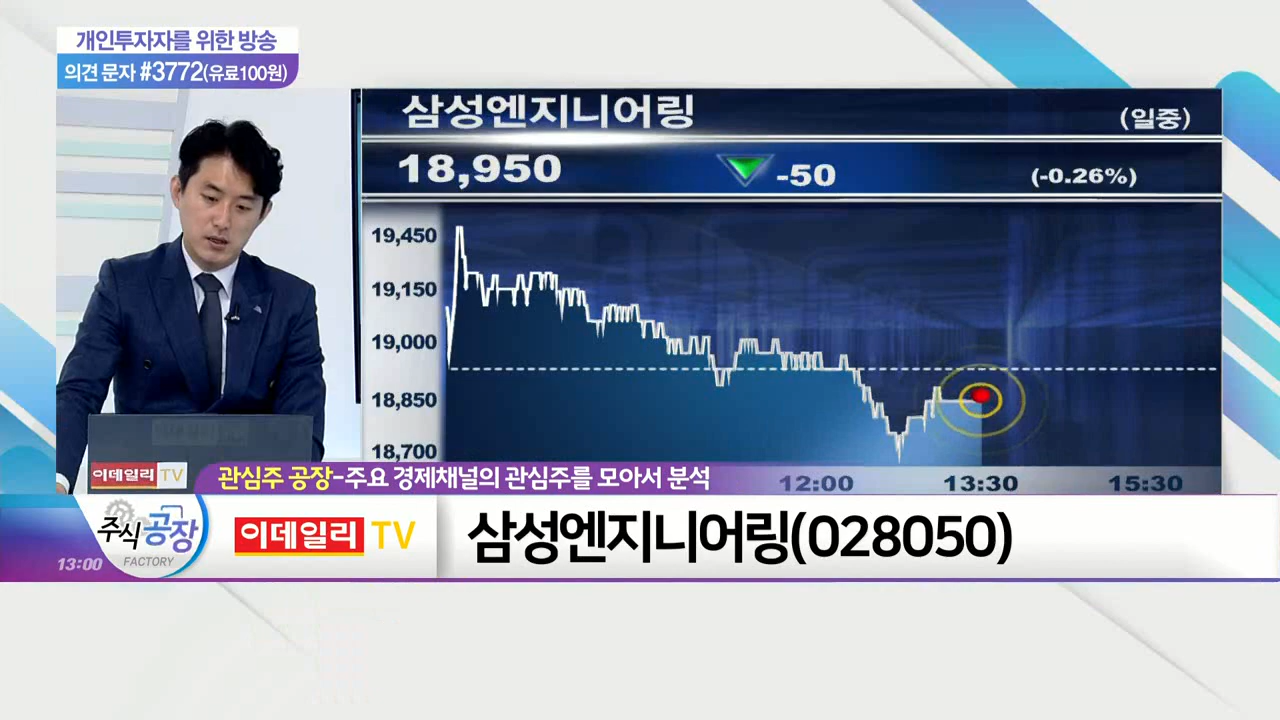 개인투자자를 위한 방송
의견 문자 #3772(유료100원)
삼성엔지니어링
(일중)
18,950
-50
(-0.26%)
19,450
19,150
19,000
18,850
18,700
12:00
13:30
15:30
이데일리 TV
관심주 공장-주요 경제채널의 관심주를 모아서 분석
주식공장
FACTORY
13:00
이데일리 TV
삼성엔지니어링(028050)